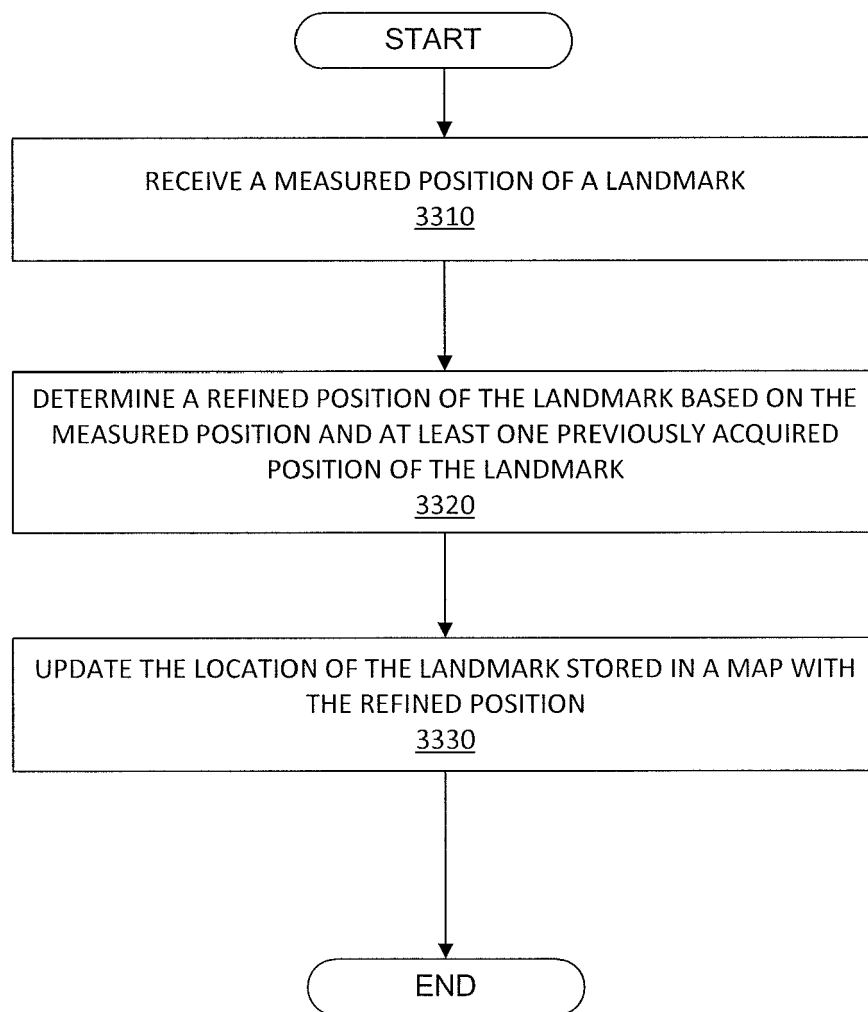 START
RECEIVE A MEASURED POSITION OF A LANDMARK
3310
DETERMINE A REFINED POSITION OF THE LANDMARK BASED ON THE
MEASURED POSITION AND AT LEAST ONE PREVIOUSLY ACQUIRED
POSITION OF THE LANDMARK
3320
UPDATE THE LOCATION OF THE LANDMARK STORED IN A MAP WITH
THE REFINED POSITION
3330
END